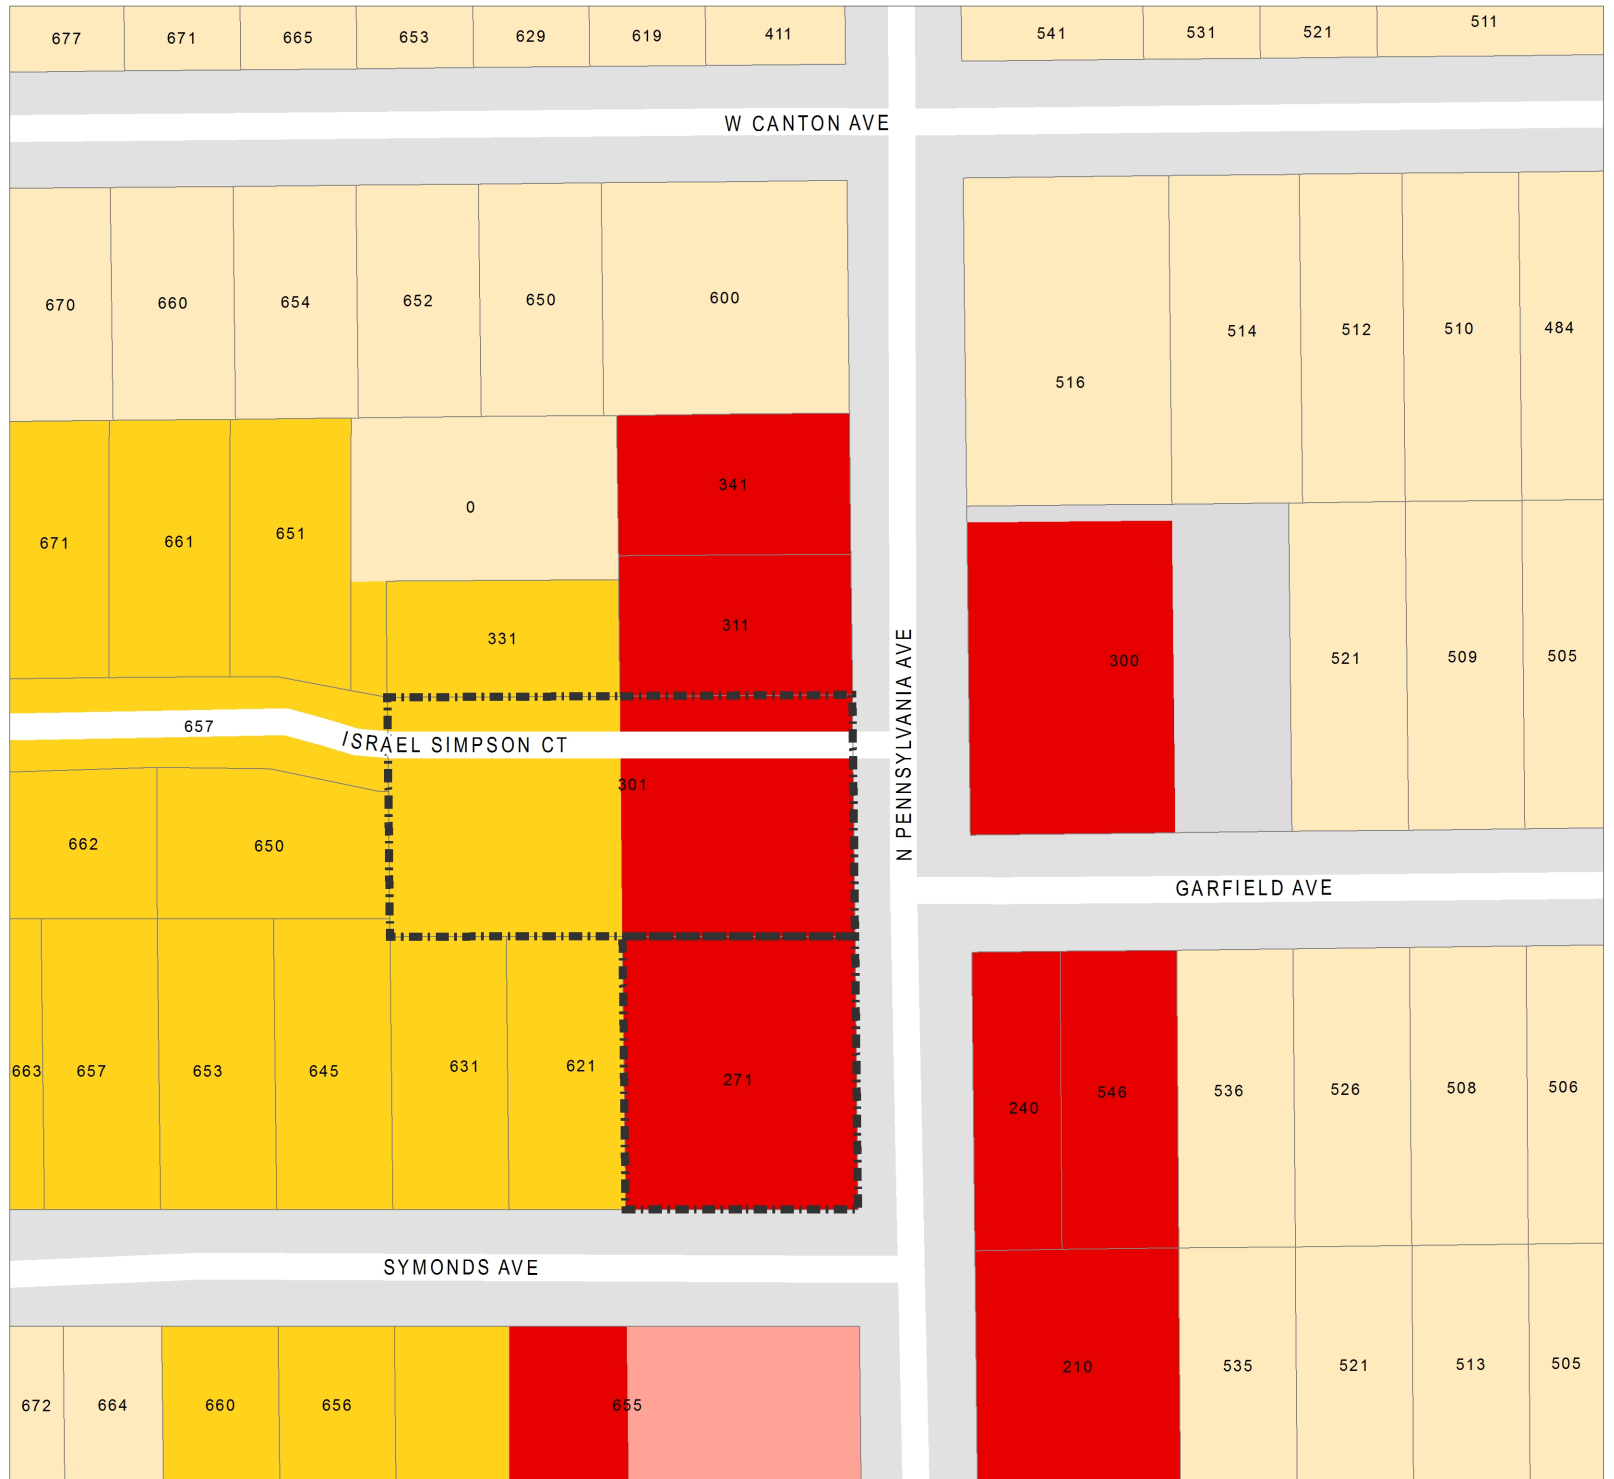 677 671 665 653 629 619 411 541 531 521 511
W CANTON AVE
670 660 654 652 650 600 516 514 512 510 484
671 661 651 0 341
331 311 300 521 509 505
657
ISRAEL SIMPSON CT
301
N PENNSYLVANIA AVE
662 650
GARFIELD AVE
663 657 653 645 631 621 271 240 546 536 526 508 506
SYMONDS AVE
672 664 660 656 655 210 535 521 513 505